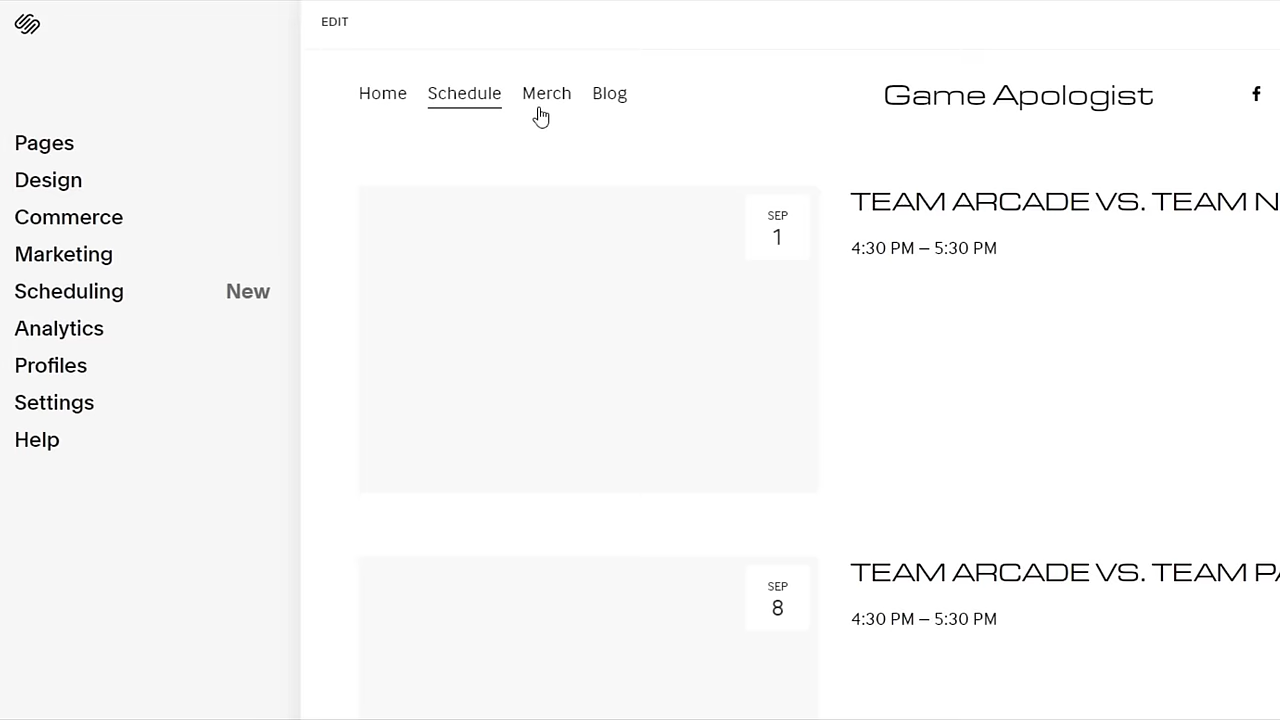 EDIT
Home Schedule Merch Blog
Game Apologist
Pages
Design
Commerce
Marketing
Scheduling New
Analytics
Profiles
Settings
Help
SEP
1
TEAM ARCADE VS. TEAM N
4:30 PM – 5:30 PM
SEP
8
TEAM ARCADE VS. TEAM PA
4:30 PM – 5:30 PM